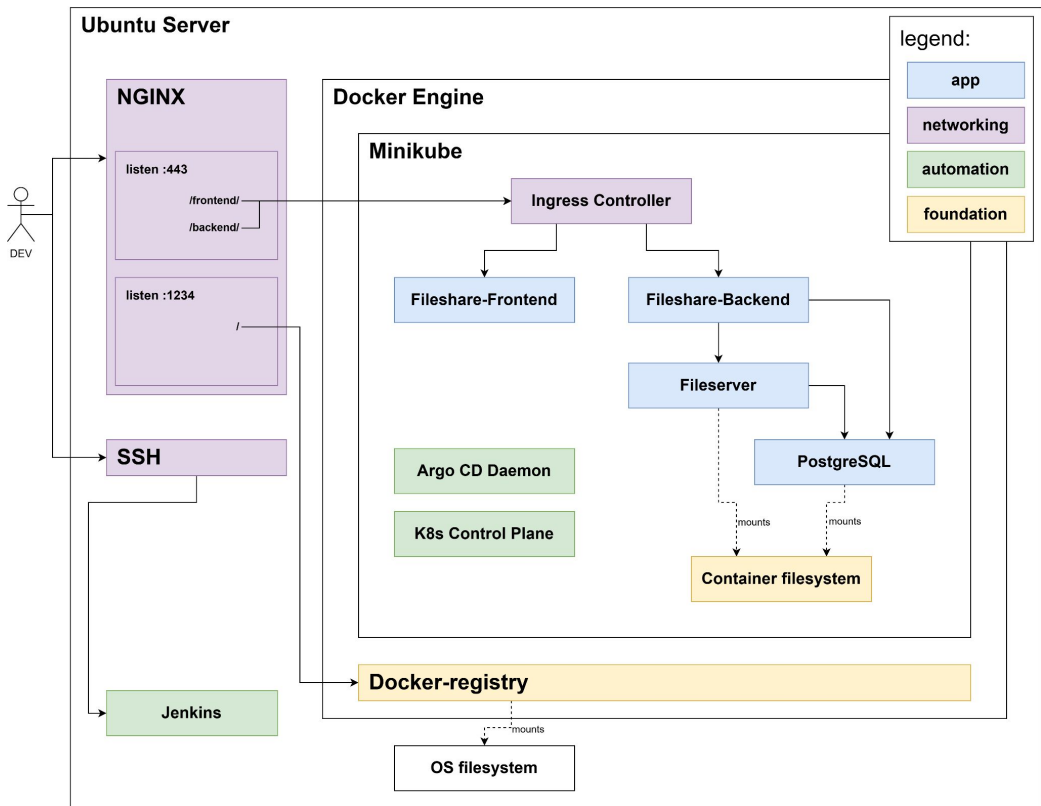 Ubuntu Server
legend:
app
networking
automation
foundation
NGINX
listen :443
/frontend/
/backend/
listen :1234
/
DEV
SSH
Jenkins
Docker Engine
Minikube
Ingress Controller
Fileshare-Frontend
Fileshare-Backend
Fileserver
PostgreSQL
Argo CD Daemon
K8s Control Plane
mounts
mounts
Container filesystem
Docker-registry
mounts
OS filesystem